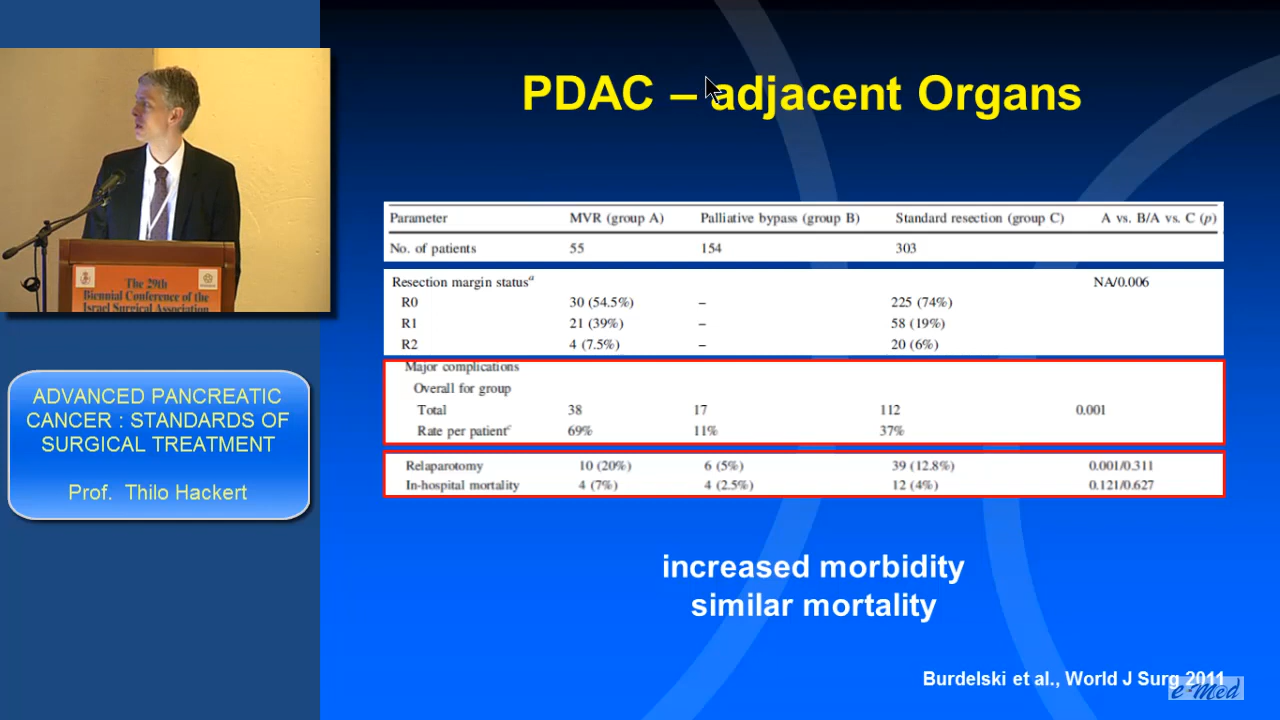 PDAC – adjacent Organs
Parameter MVR (group A) Palliative bypass (group B) Standard resection (group C) A vs. B/A vs. C (p)
No. of patients 55 154 303
Resection margin status^a NA/0.006
R0 30 (54.5%) – 225 (74%)
R1 21 (39%) – 58 (19%)
R2 4 (7.5%) – 20 (6%)
Major complications
Overall for group
Total 38 17 112 0.001
Rate per patient^c 69% 11% 37%
Relaparotomy 10 (20%) 6 (5%) 39 (12.8%) 0.001/0.311
In-hospital mortality 4 (7%) 4 (2.5%) 12 (4%) 0.121/0.627
increased morbidity
similar mortality
Burdelski et al., World J Surg 2011
e-Med
The 29th
Biennial Conference of the
Israel Surgical Association
ADVANCED PANCREATIC
CANCER : STANDARDS OF
SURGICAL TREATMENT
Prof. Thilo Hackert